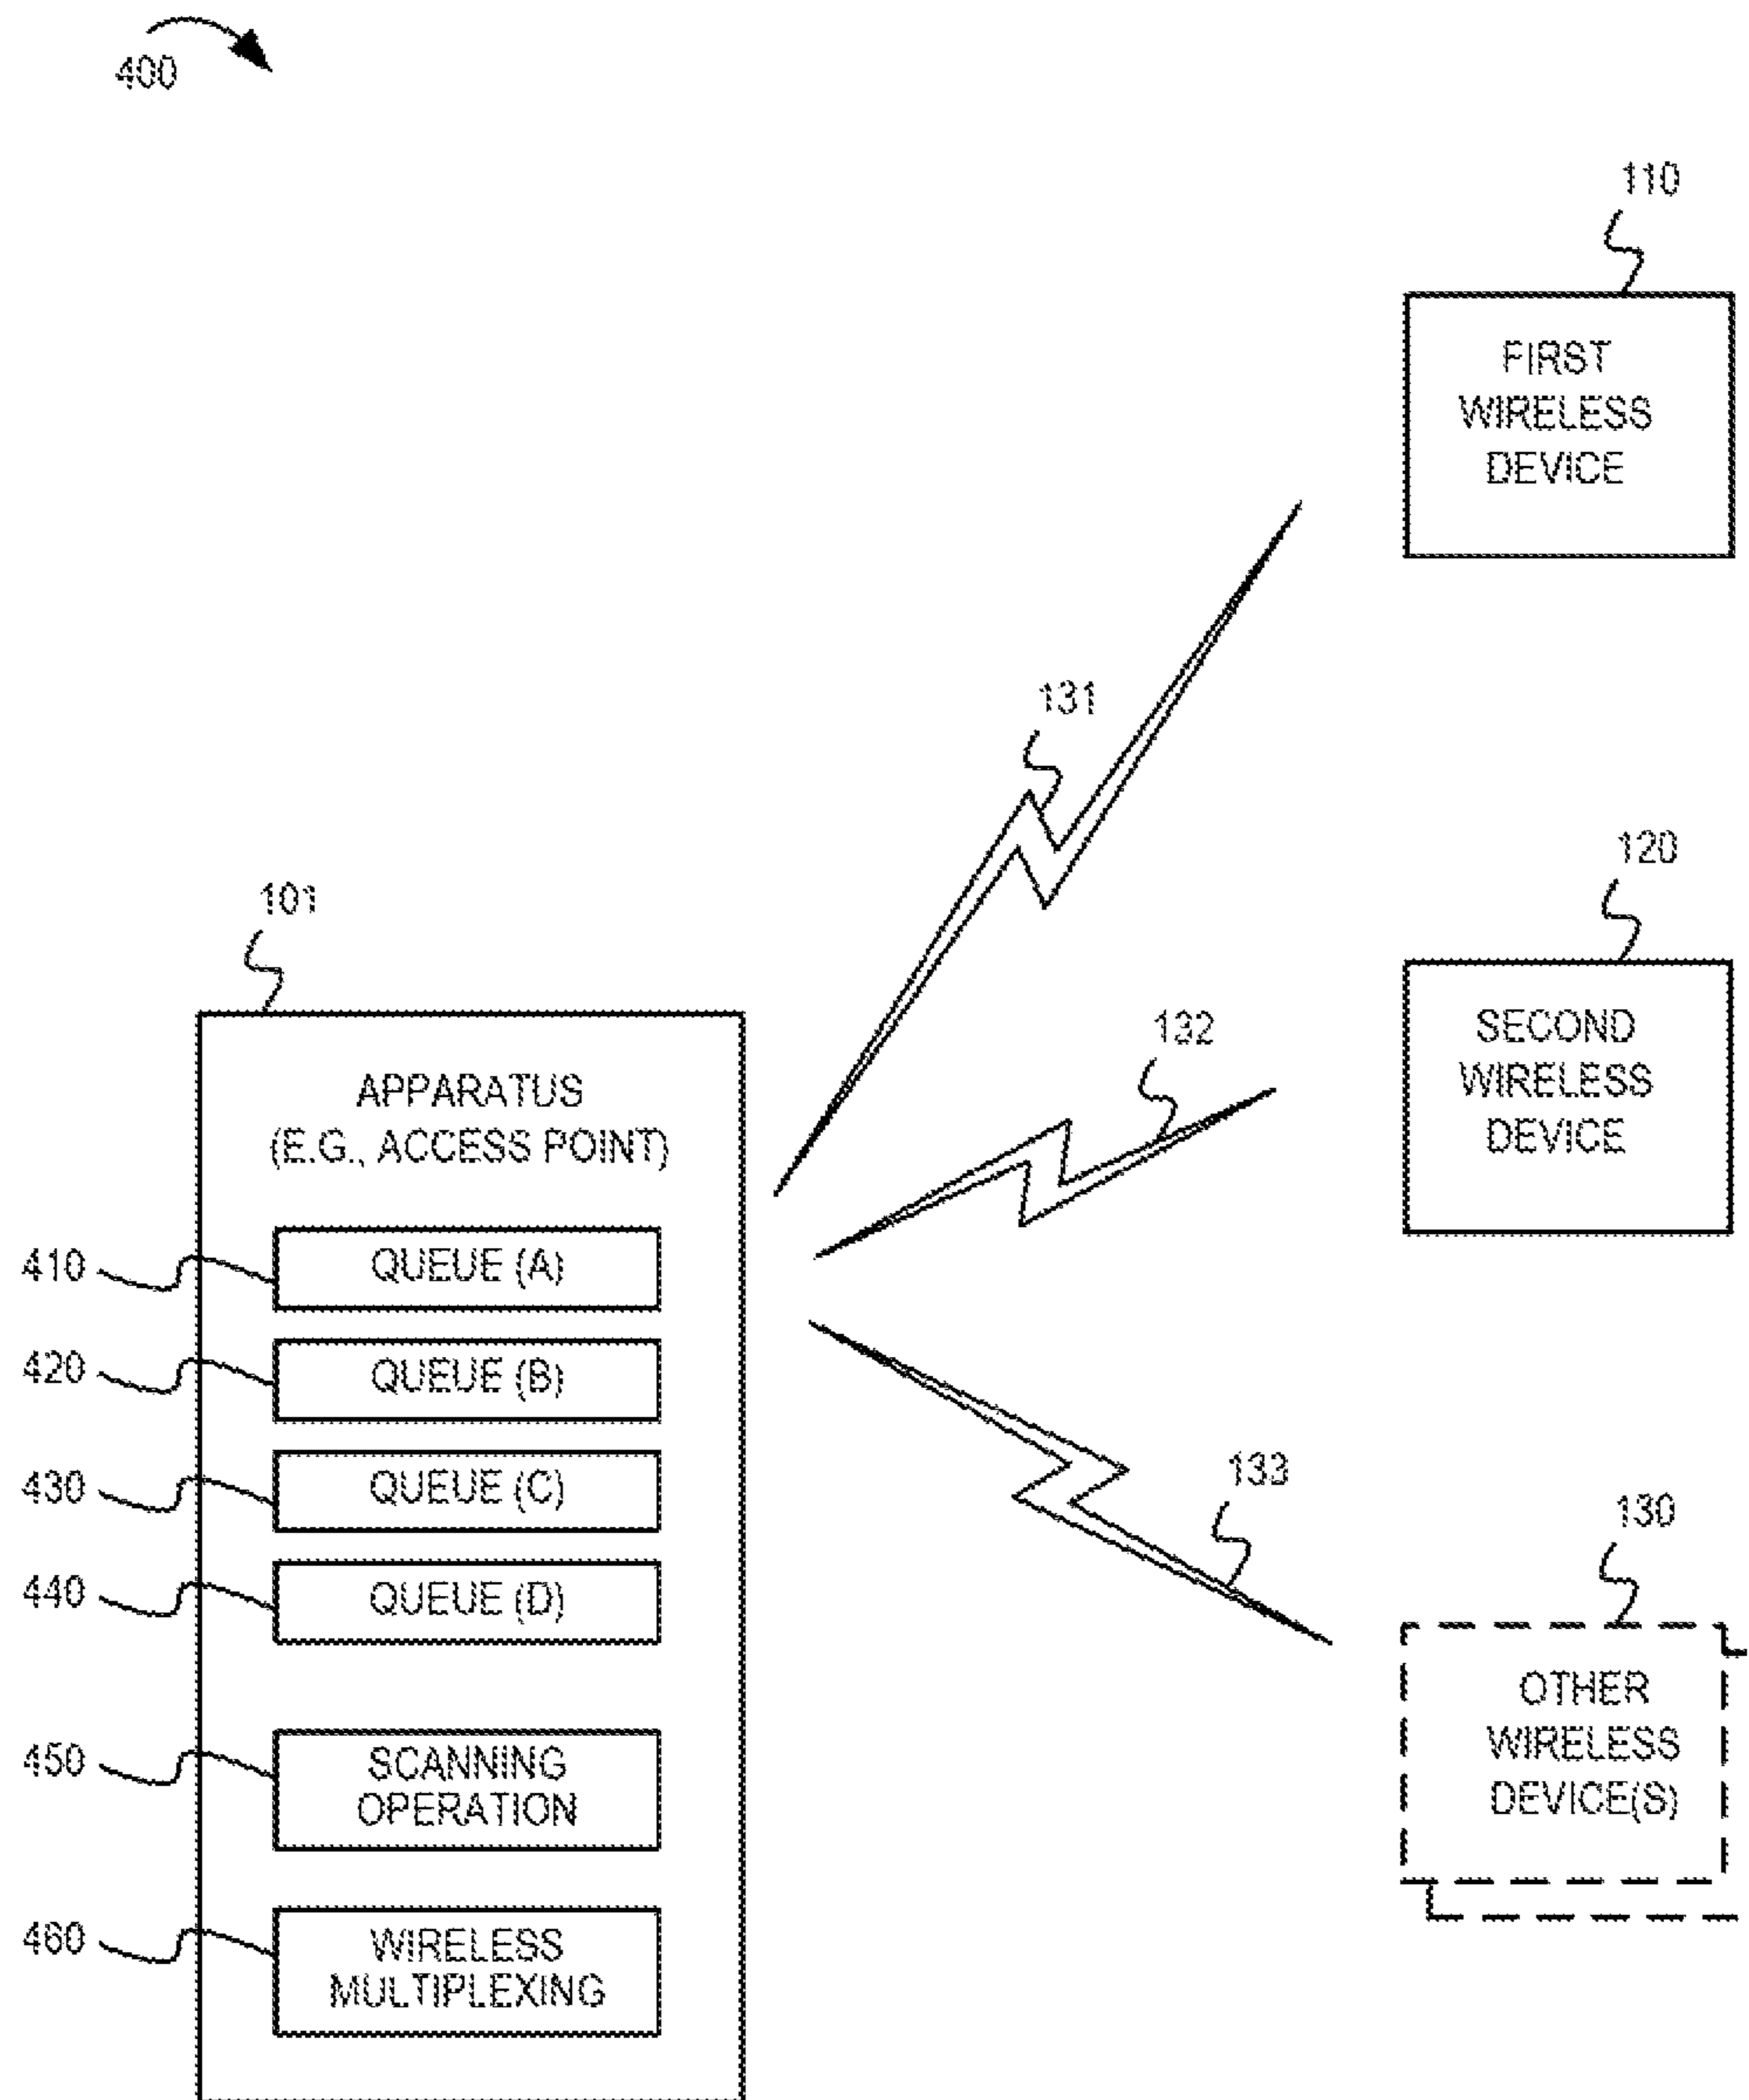 400
110
FIRST
WIRELESS
DEVICE
131
120
101
SECOND
WIRELESS
DEVICE
132
APPARATUS
(E.G., ACCESS POINT)
410
QUEUE (A)
420
QUEUE (B)
430
QUEUE (C)
133
130
440
QUEUE (D)
OTHER
WIRELESS
DEVICE(S)
450
SCANNING
OPERATION
460
WIRELESS
MULTIPLEXING